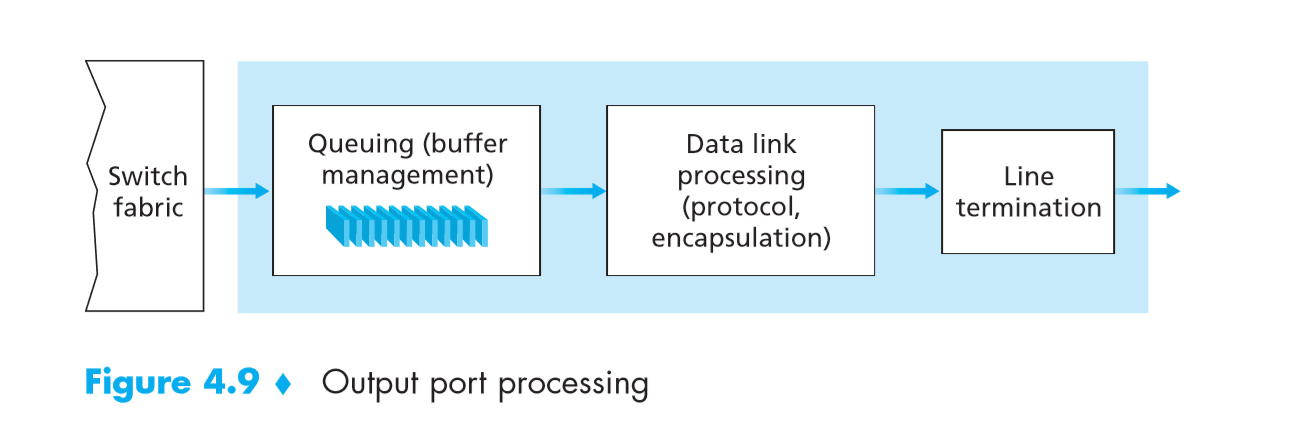 Switch
fabric
Queuing (buffer
management)
Data link
processing
(protocol,
encapsulation)
Line
termination
Figure 4.9 ♦ Output port processing